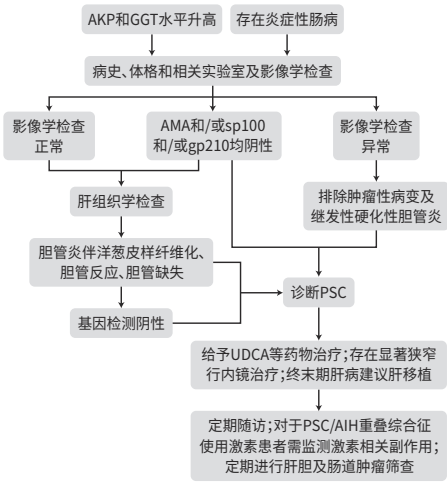 AKP和GGT水平升高
存在炎症性肠病
病史、体格和相关实验室及影像学检查
影像学检查
正常
AMA和/或sp100
和/或gp210均阴性
影像学检查
异常
肝组织学检查
排除肿瘤性病变及
继发性硬化性胆管炎
胆管炎伴洋葱皮样纤维化、
胆管反应、胆管缺失
诊断PSC
基因检测阴性
给予UDCA等药物治疗;存在显著狭窄
行内镜治疗;终末期肝病建议肝移植
定期随访;对于PSC/AIH重叠综合征
使用激素患者需监测激素相关副作用;
定期进行肝胆及肠道肿瘤筛查